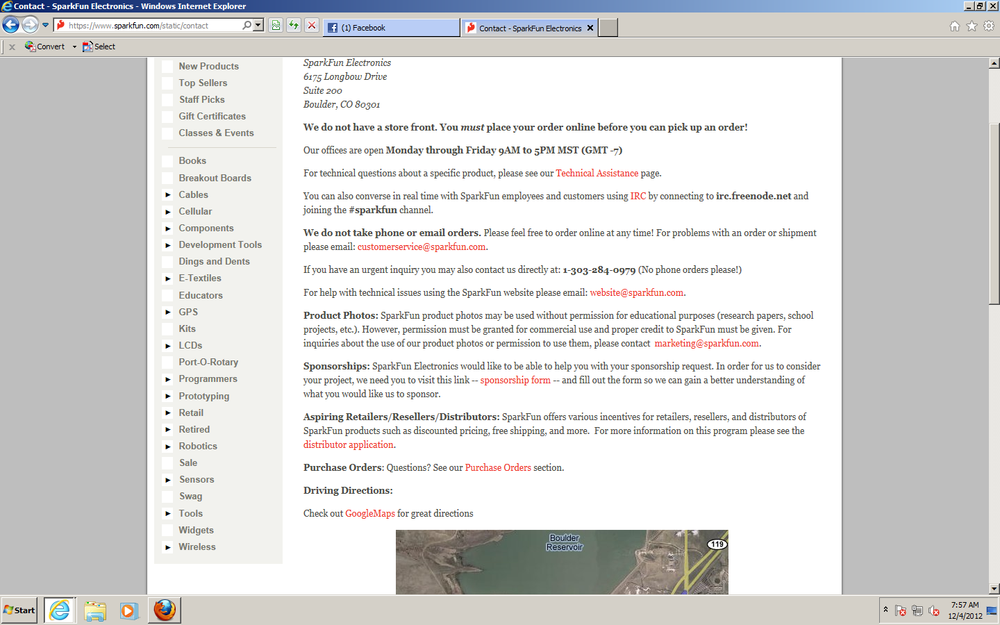 Contact - SparkFun Electronics - Windows Internet Explorer
https://www.sparkfun.com/static/contact
(1) Facebook
Contact - SparkFun Electronics
Convert
Select
New Products
Top Sellers
Staff Picks
Gift Certificates
Classes & Events
Books
Breakout Boards
Cables
Cellular
Components
Development Tools
Dings and Dents
E-Textiles
Educators
GPS
Kits
LCDs
Port-O-Rotary
Programmers
Prototyping
Retail
Retired
Robotics
Sale
Sensors
Swag
Tools
Widgets
Wireless
SparkFun Electronics
6175 Longbow Drive
Suite 200
Boulder, CO 80301
We do not have a store front. You must place your order online before you can pick up an order!
Our offices are open Monday through Friday 9AM to 5PM MST (GMT -7)
For technical questions about a specific product, please see our Technical Assistance page.
You can also converse in real time with SparkFun employees and customers using IRC by connecting to irc.freenode.net and
joining the #sparkfun channel.
We do not take phone or email orders. Please feel free to order online at any time! For problems with an order or shipment
please email: customerservice@sparkfun.com.
If you have an urgent inquiry you may also contact us directly at: 1-303-284-0979 (No phone orders please!)
For help with technical issues using the SparkFun website please email: website@sparkfun.com.
Product Photos: SparkFun product photos may be used without permission for educational purposes (research papers, school
projects, etc.). However, permission must be granted for commercial use and proper credit to SparkFun must be given. For
inquiries about the use of our product photos or permission to use them, please contact marketing@sparkfun.com.
Sponsorships: SparkFun Electronics would like to be able to help you with your sponsorship request. In order for us to consider
your project, we need you to visit this link -- sponsorship form -- and fill out the form so we can gain a better understanding of
what you would like us to sponsor.
Aspiring Retailers/Resellers/Distributors: SparkFun offers various incentives for retailers, resellers, and distributors of
SparkFun products such as discounted pricing, free shipping, and more. For more information on this program please see the
distributor application.
Purchase Orders: Questions? See our Purchase Orders section.
Driving Directions:
Check out GoogleMaps for great directions
Boulder
Reservoir
119
Start
7:57 AM
12/4/2012